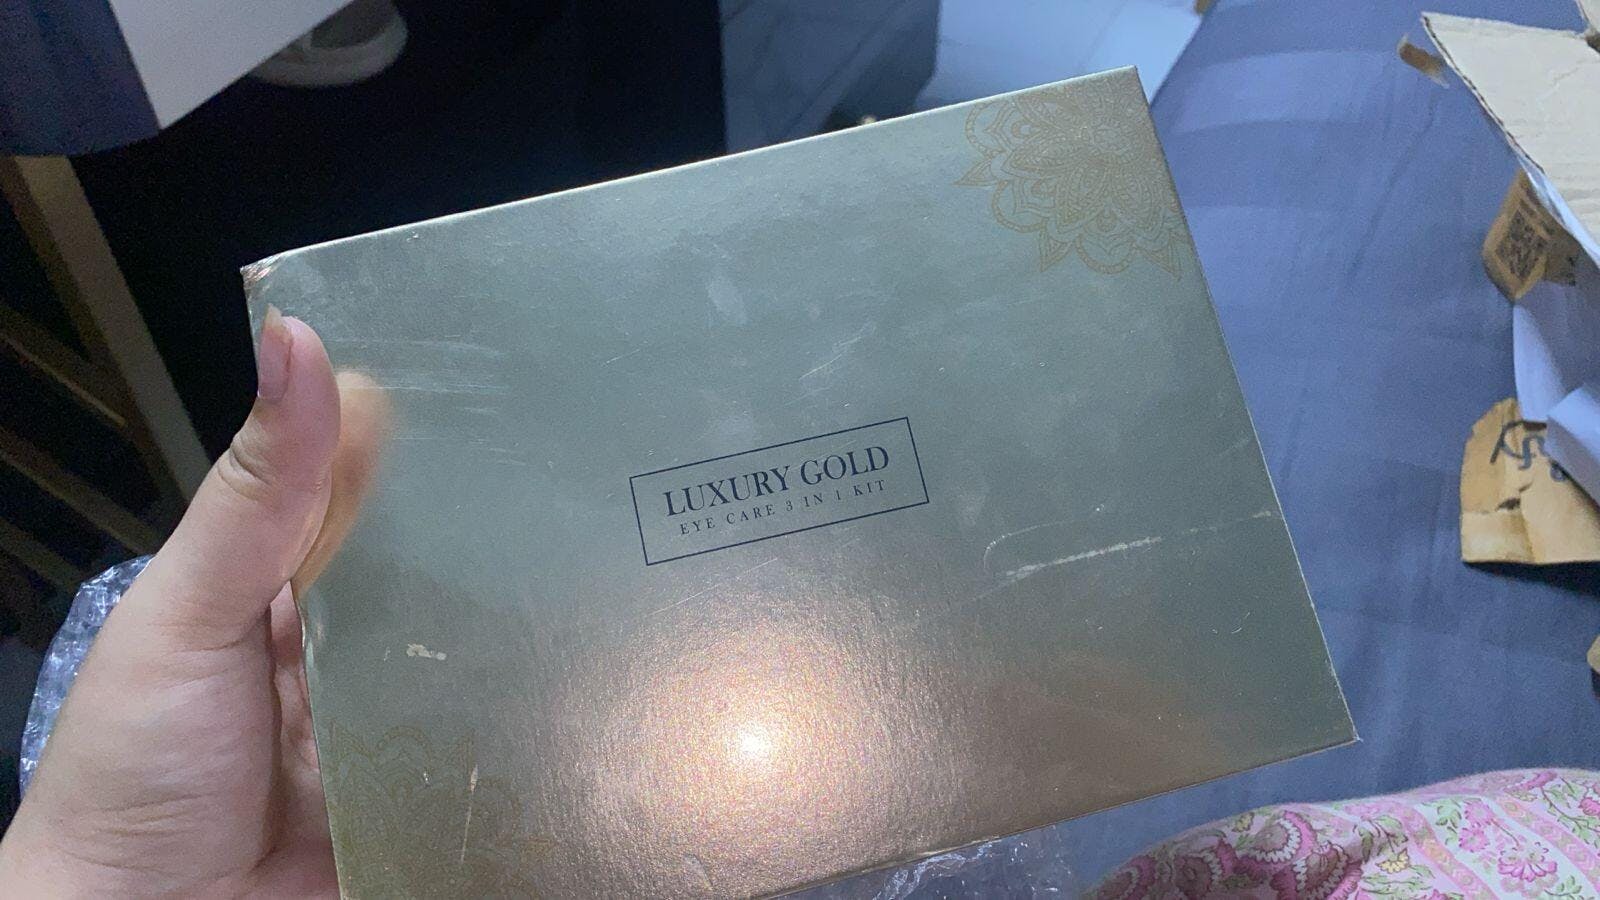 LUXURY GOLD
EYE CARE 3 IN 1 KIT